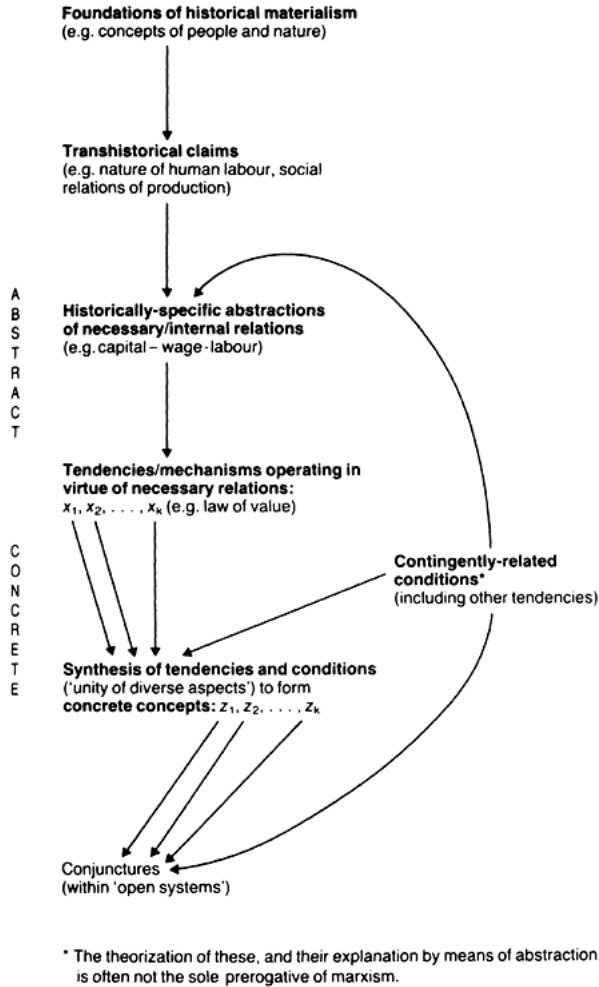 Foundations of historical materialism
(e.g. concepts of people and nature)
Transhistorical claims
(e.g. nature of human labour, social
relations of production)
ABSTRACT
Historically-specific abstractions
of necessary/internal relations
(e.g. capital – wage-labour)
Tendencies/mechanisms operating in
virtue of necessary relations:
x₁, x₂, . . . , xₖ (e.g. law of value)
CONCRETE
Contingently-related
conditions*
(including other tendencies)
Synthesis of tendencies and conditions
('unity of diverse aspects') to form
concrete concepts: z₁, z₂, . . . , zₖ
Conjunctures
(within 'open systems')
* The theorization of these, and their explanation by means of abstraction
is often not the sole prerogative of marxism.